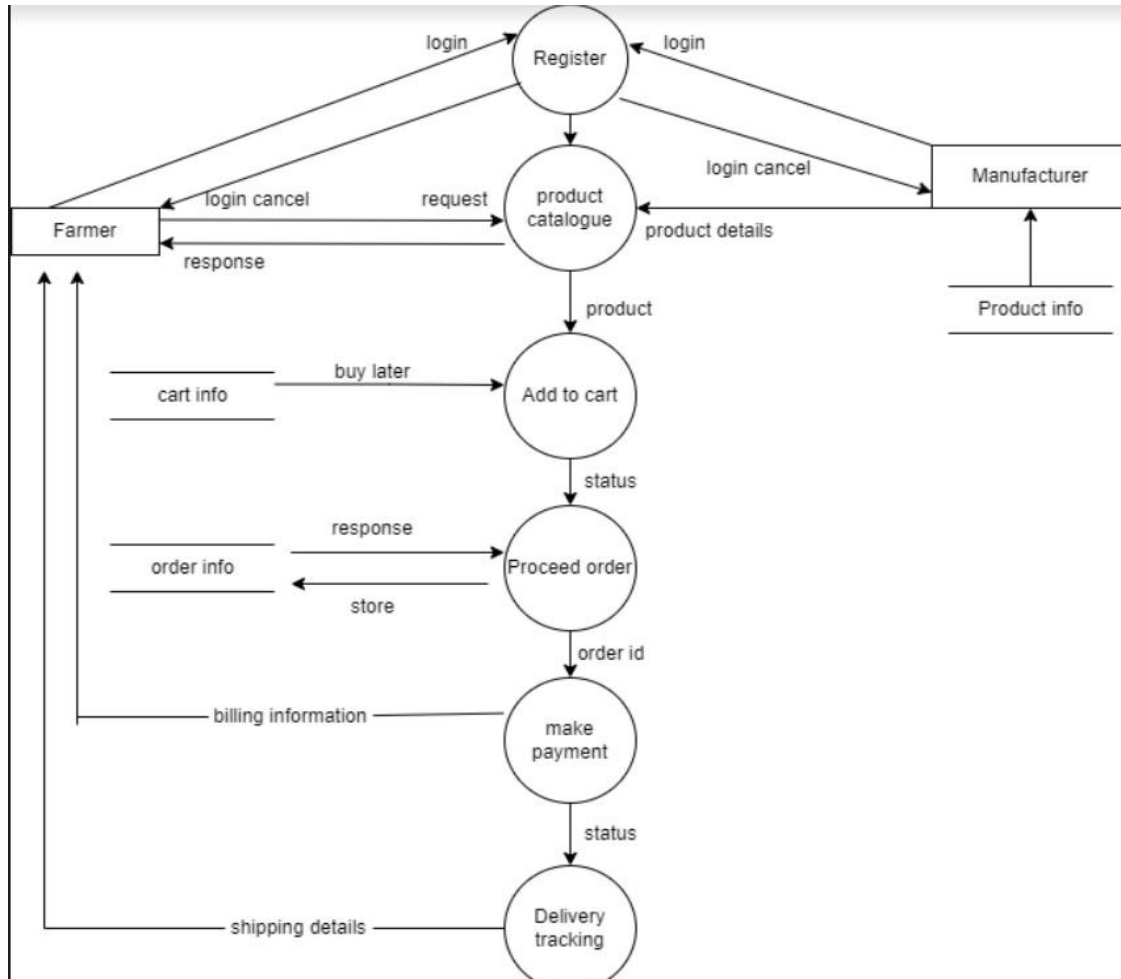 login
login
Register
login cancel
Manufacturer
login cancel
request
product
catalogue
Farmer
product details
response
product
Product info
buy later
cart info
Add to cart
status
response
order info
Proceed order
store
order id
billing information
make
payment
status
shipping details
Delivery
tracking